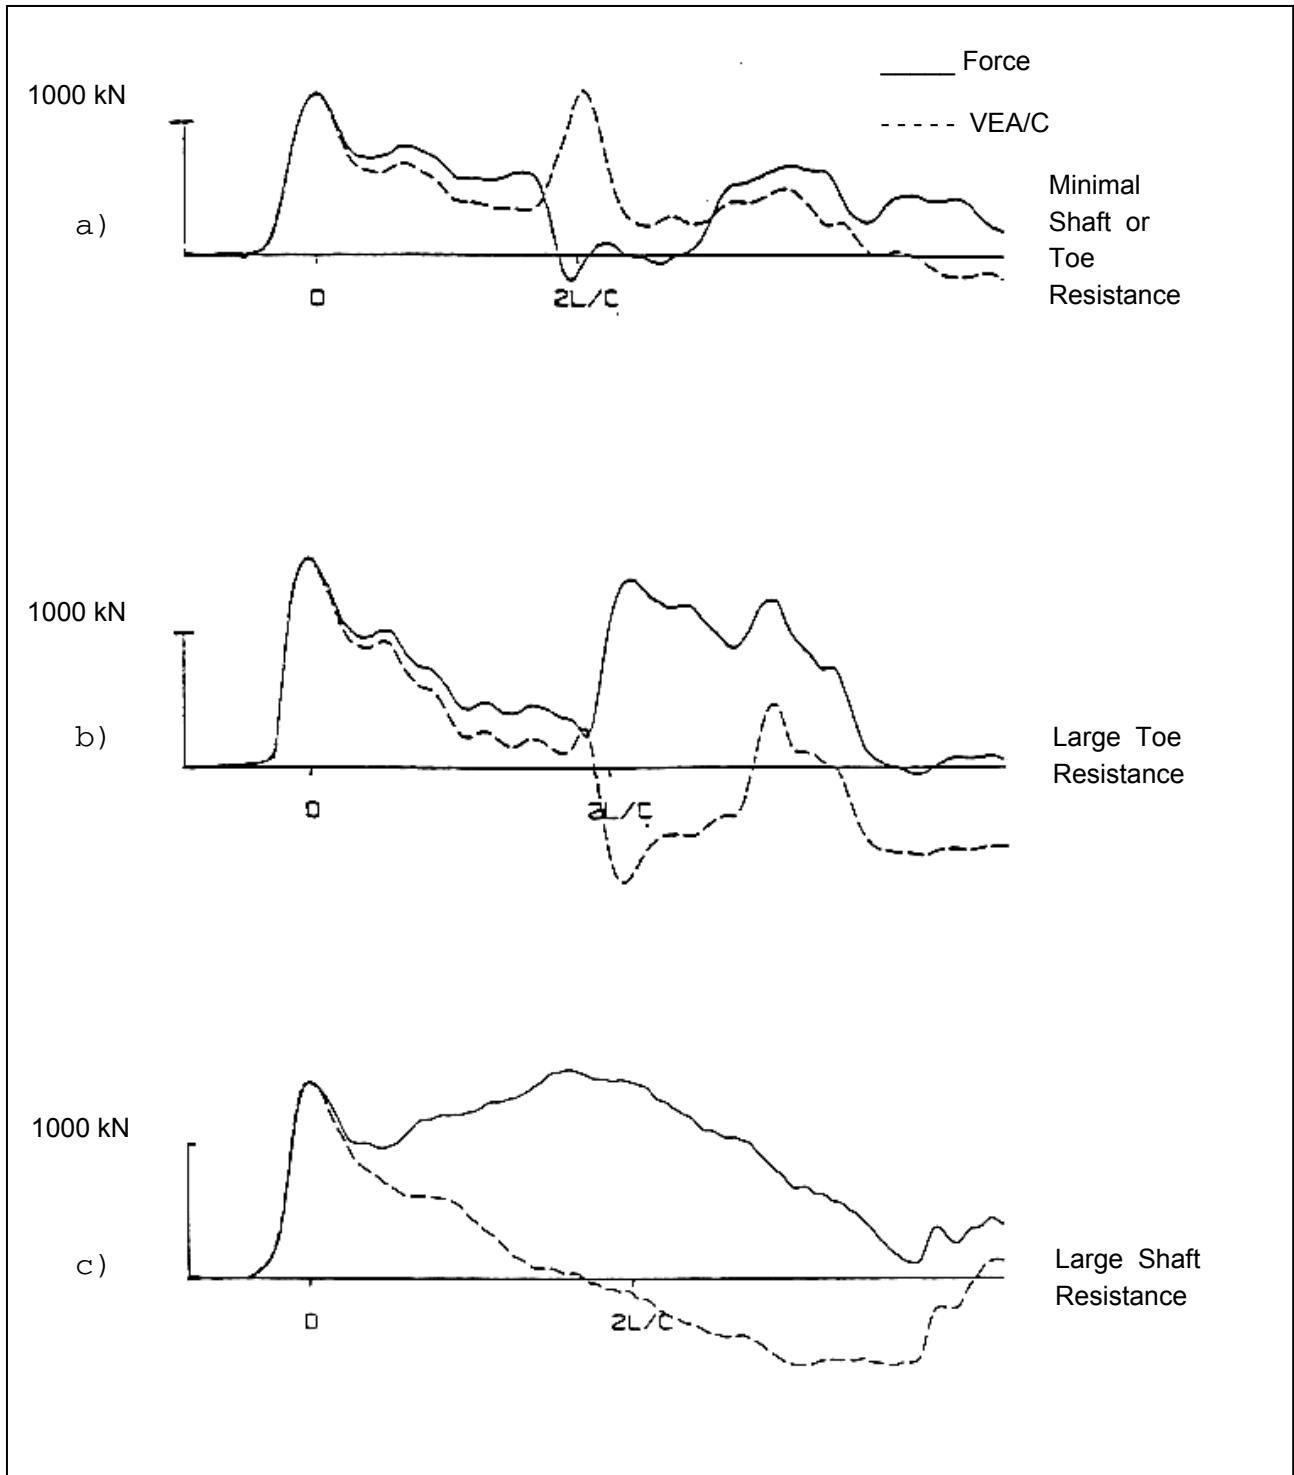 Force
1000 kN
VEA/C
Minimal
Shaft or
Toe
Resistance
a)
0
2L/C
1000 kN
b)
Large Toe
Resistance
0
2L/C
1000 kN
c)
Large Shaft
Resistance
0
2L/C